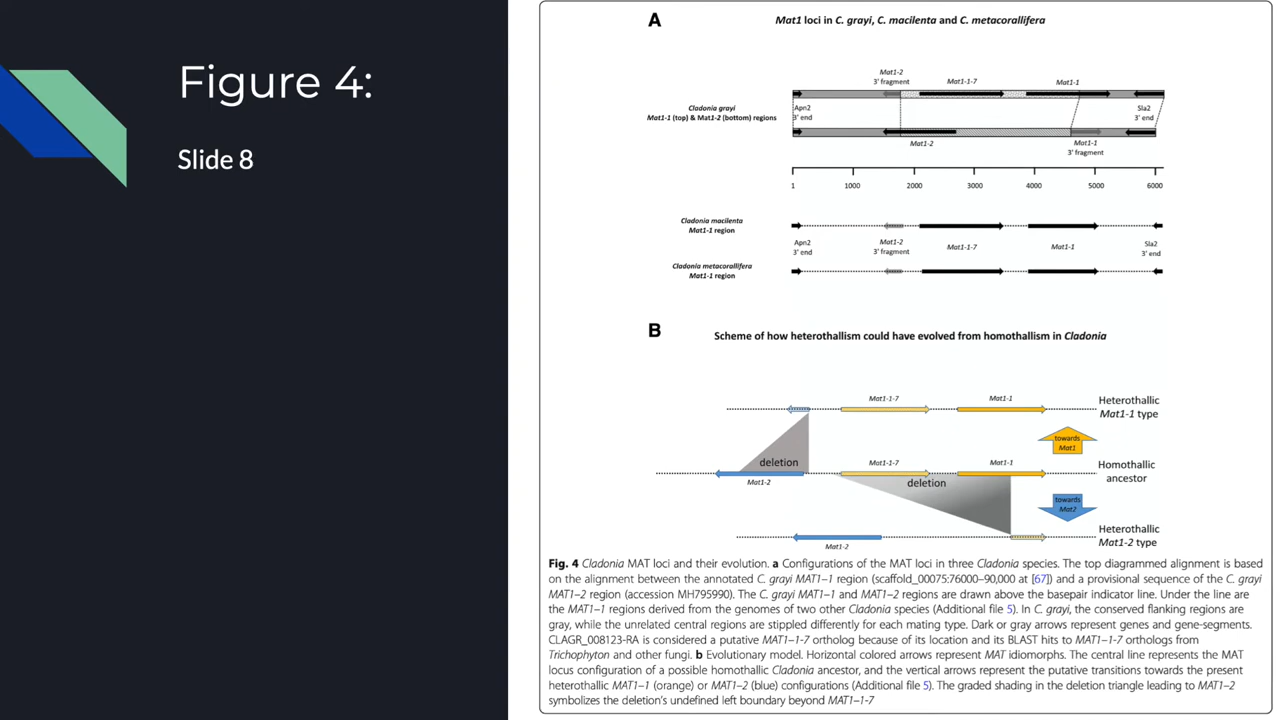 Figure 4:
Slide 8
A
Mat1 loci in C. grayi, C. macilenta and C. metacorallifera
Mat1-2
3' fragment
Mat1-1-7
Mat1-1
Cladonia grayi
Mat1-1 (top) & Mat1-2 (bottom) regions
Apn2
3' end
Sla2
3' end
Mat1-2
Mat1-1
3' fragment
1 1000 2000 3000 4000 5000 6000
Cladonia macilenta
Mat1-1 region
Apn2
3' end
Mat1-2
3' fragment
Mat1-1-7
Mat1-1
Sla2
3' end
Cladonia metacorallifera
Mat1-1 region
B
Scheme of how heterothallism could have evolved from homothallism in Cladonia
Mat1-1-7
Mat1-1
Heterothallic
Mat1-1 type
towards
Mat1
deletion
Mat1-2
Mat1-1-7
Mat1-1
Homothallic
ancestor
deletion
towards
Mat2
Mat1-2
Heterothallic
Mat1-2 type
Fig. 4 Cladonia MAT loci and their evolution. a Configurations of the MAT loci in three Cladonia species. The top diagrammed alignment is based
on the alignment between the annotated C. grayi MAT1–1 region (scaffold_00075:76000–90,000 at [67]) and a provisional sequence of the C. grayi
MAT1–2 region (accession MH795990). The C. grayi MAT1–1 and MAT1–2 regions are drawn above the basepair indicator line. Under the line are
the MAT1–1 regions derived from the genomes of two other Cladonia species (Additional file 5). In C. grayi, the conserved flanking regions are
gray, while the unrelated central regions are stippled differently for each mating type. Dark or gray arrows represent genes and gene-segments.
CLAGR_008123-RA is considered a putative MAT1–1-7 ortholog because of its location and its BLAST hits to MAT1–1-7 orthologs from
Trichophyton and other fungi. b Evolutionary model. Horizontal colored arrows represent MAT idiomorphs. The central line represents the MAT
locus configuration of a possible homothallic Cladonia ancestor, and the vertical arrows represent the putative transitions towards the present
heterothallic MAT1–1 (orange) or MAT1–2 (blue) configurations (Additional file 5). The graded shading in the deletion triangle leading to MAT1–2
symbolizes the deletion's undefined left boundary beyond MAT1–1-7